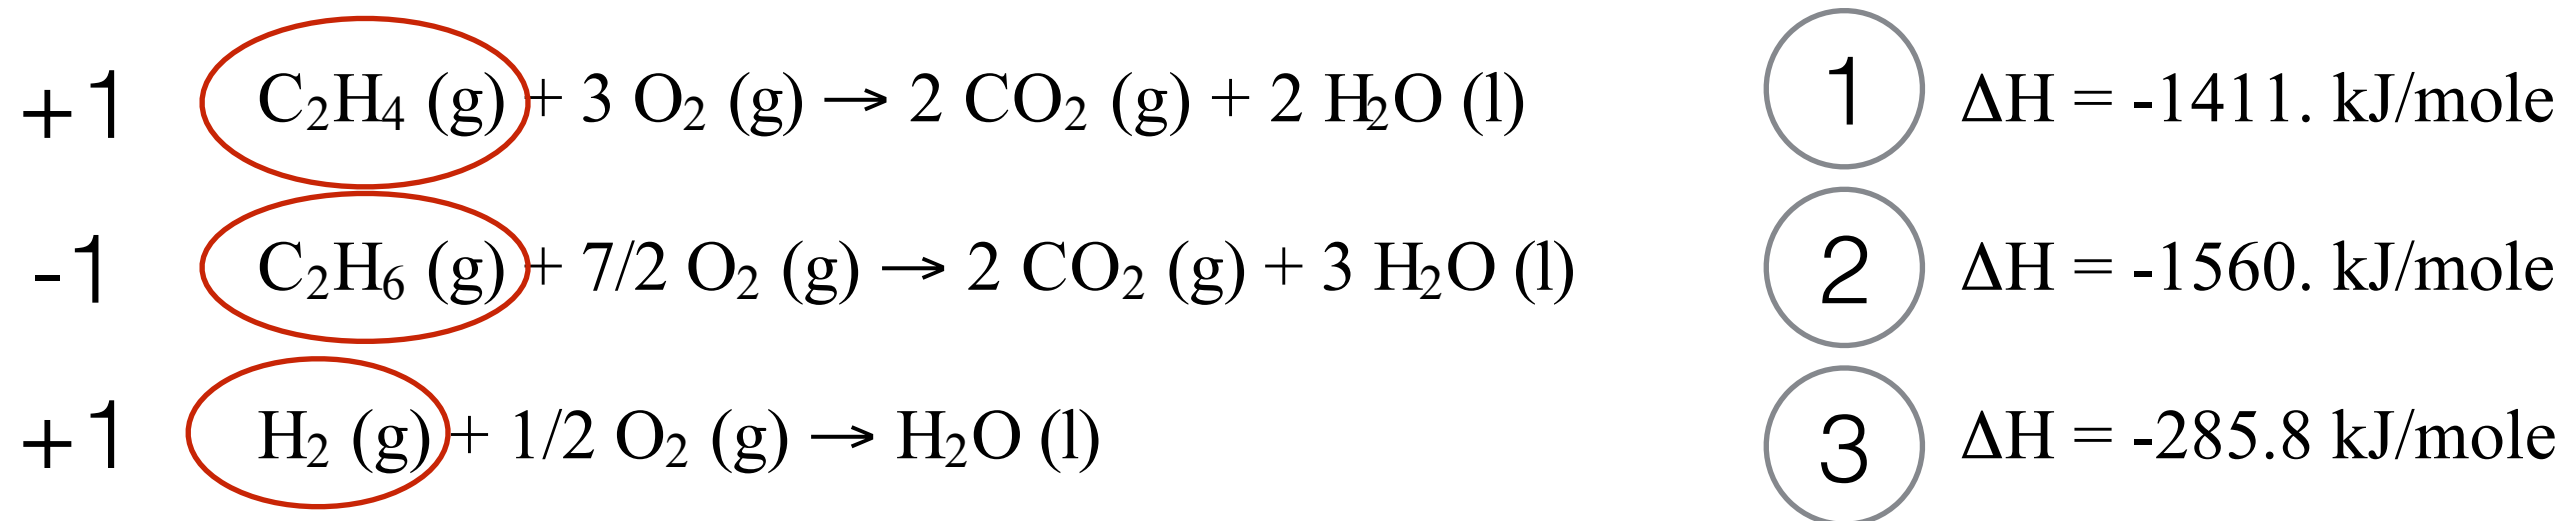 +1 C₂H₄ (g) + 3 O₂ (g) → 2 CO₂ (g) + 2 H₂O (l) 1 ΔH = -1411. kJ/mole
-1 C₂H₆ (g) + 7/2 O₂ (g) → 2 CO₂ (g) + 3 H₂O (l) 2 ΔH = -1560. kJ/mole
+1 H₂ (g) + 1/2 O₂ (g) → H₂O (l) 3 ΔH = -285.8 kJ/mole